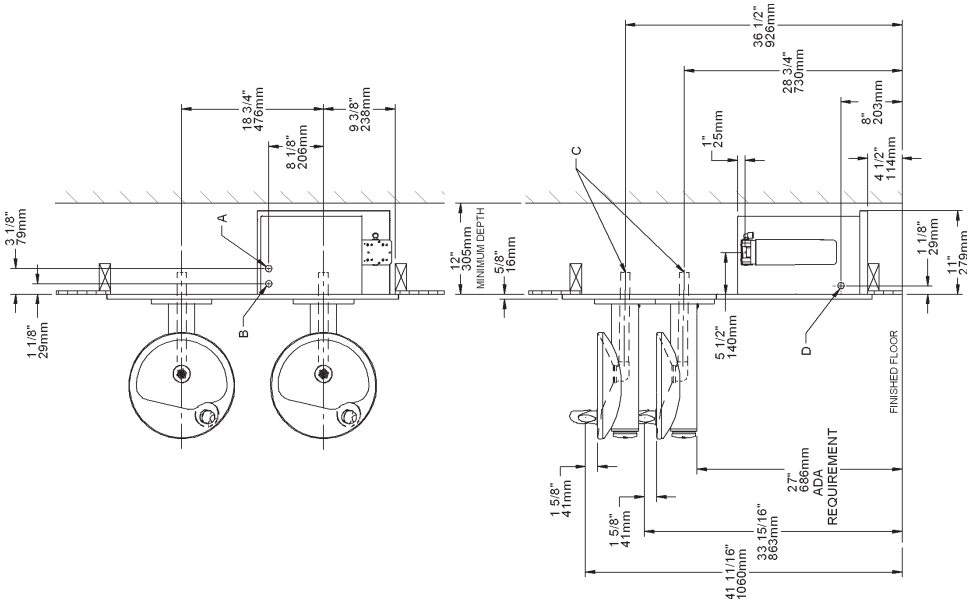 18 3/4"
476mm
8 1/8"
206mm
9 3/8"
238mm
3 1/8"
79mm
1 1/8"
29mm
A
B
12"
305mm
MINIMUM DEPTH
5/8"
16mm
36 1/2"
926mm
28 3/4"
730mm
8"
203mm
4 1/2"
114mm
1"
25mm
C
1 1/8"
29mm
11"
279mm
5 1/2"
140mm
D
FINISHED FLOOR
1 5/8"
41mm
1 5/8"
41mm
27"
686mm
ADA
REQUIREMENT
33 15/16"
863mm
41 11/16"
1060mm